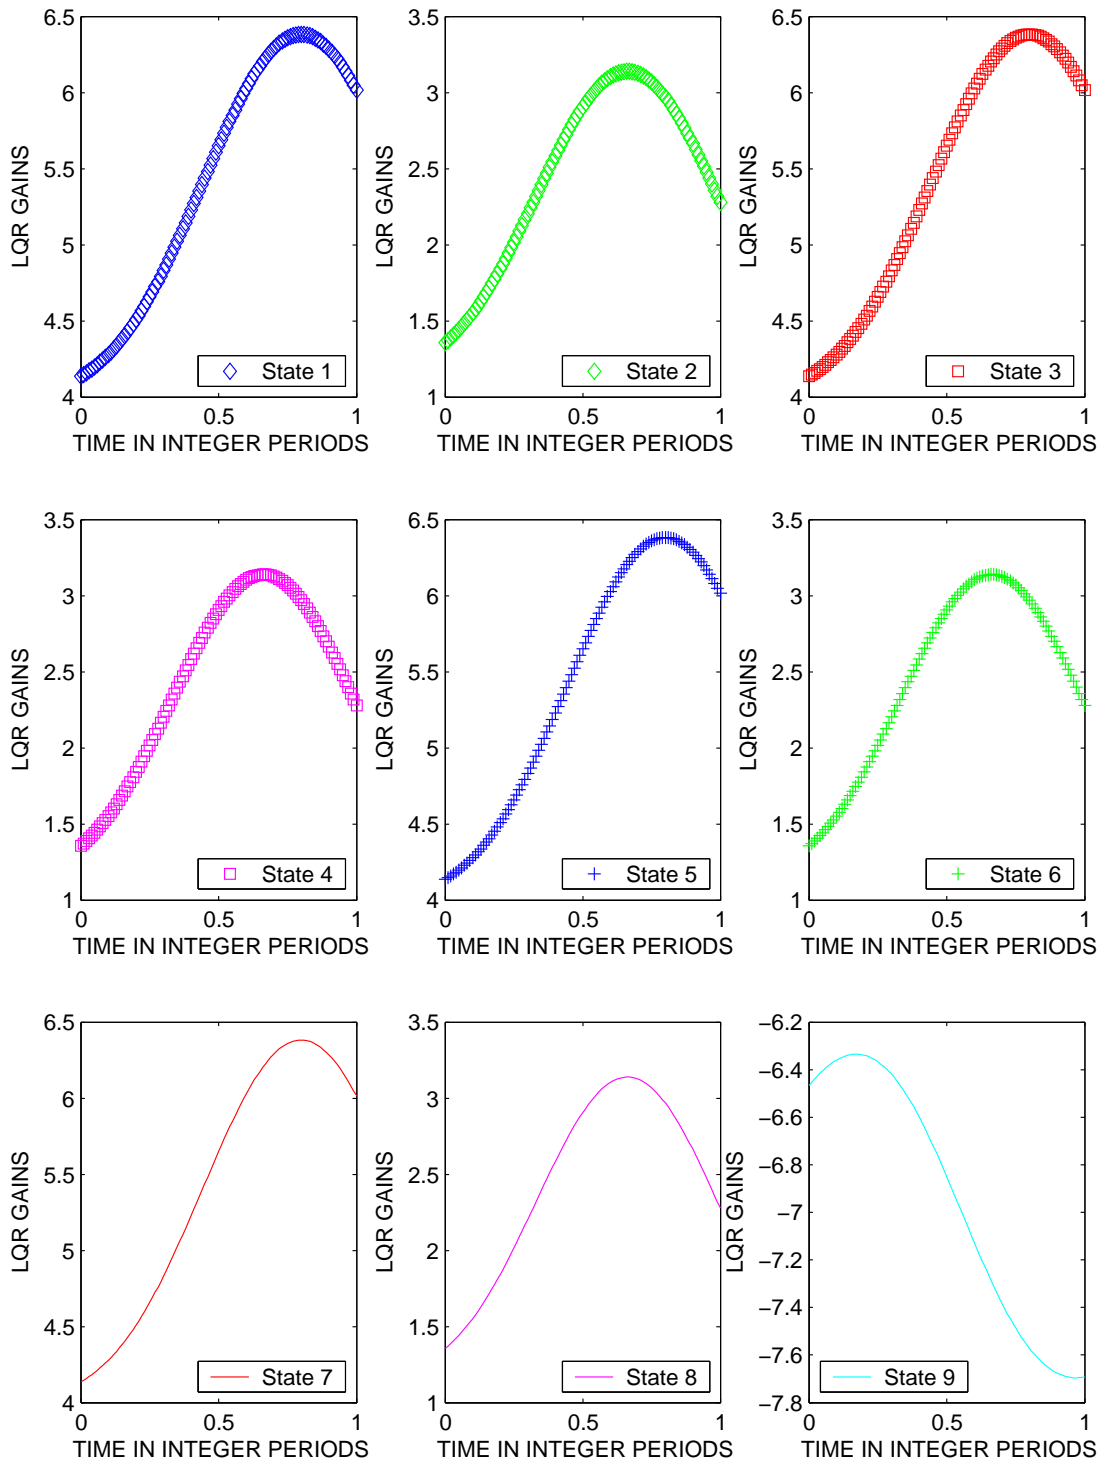 6.5
6
5.5
5
4.5
4
LQR GAINS
State 1
0 0.5 1
TIME IN INTEGER PERIODS
3.5
3
2.5
2
1.5
1
LQR GAINS
State 2
0 0.5 1
TIME IN INTEGER PERIODS
6.5
6
5.5
5
4.5
4
LQR GAINS
State 3
0 0.5 1
TIME IN INTEGER PERIODS
3.5
3
2.5
2
1.5
1
LQR GAINS
State 4
0 0.5 1
TIME IN INTEGER PERIODS
6.5
6
5.5
5
4.5
4
LQR GAINS
State 5
0 0.5 1
TIME IN INTEGER PERIODS
3.5
3
2.5
2
1.5
1
LQR GAINS
State 6
0 0.5 1
TIME IN INTEGER PERIODS
6.5
6
5.5
5
4.5
4
LQR GAINS
State 7
0 0.5 1
TIME IN INTEGER PERIODS
3.5
3
2.5
2
1.5
1
LQR GAINS
State 8
0 0.5 1
TIME IN INTEGER PERIODS
−6.2
−6.4
−6.6
−6.8
−7
−7.2
−7.4
−7.6
−7.8
LQR GAINS
State 9
0 0.5 1
TIME IN INTEGER PERIODS